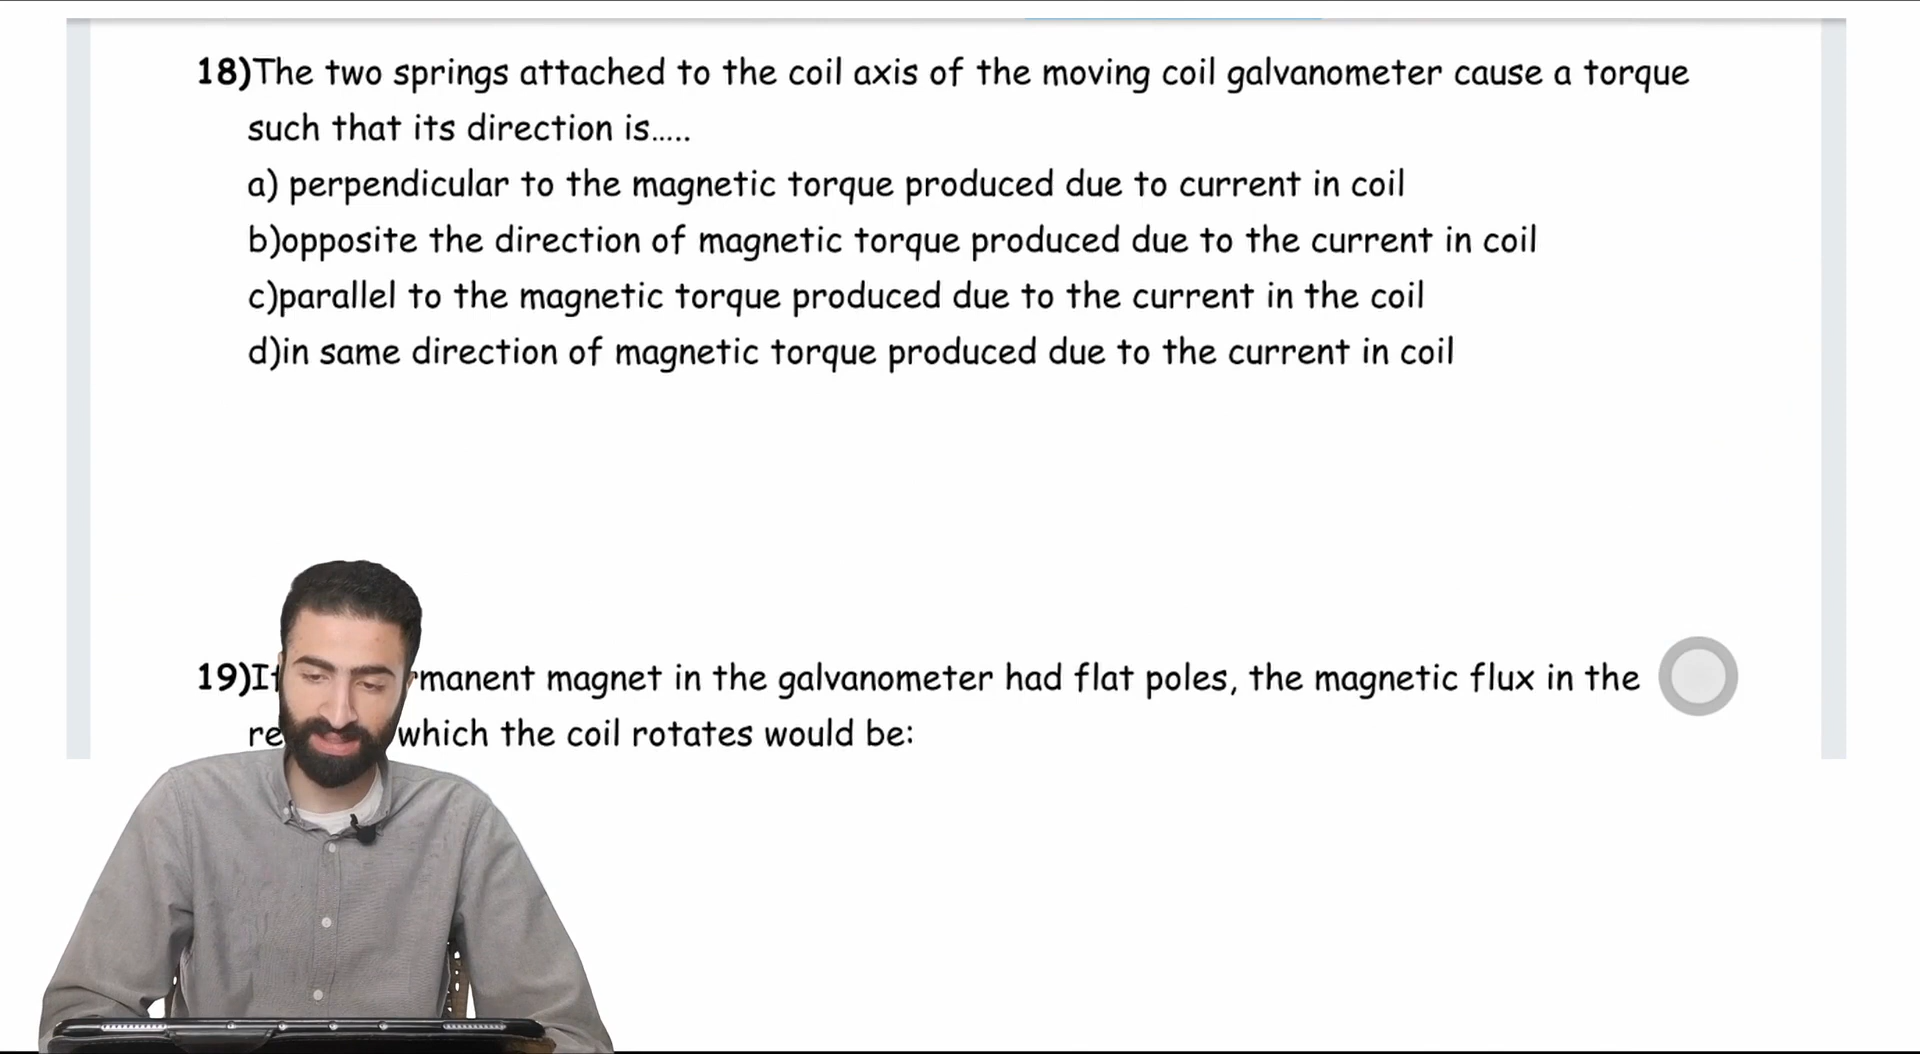 18)The two springs attached to the coil axis of the moving coil galvanometer cause a torque
such that its direction is.....
a) perpendicular to the magnetic torque produced due to current in coil
b)opposite the direction of magnetic torque produced due to the current in coil
c)parallel to the magnetic torque produced due to the current in the coil
d)in same direction of magnetic torque produced due to the current in coil
19) magnet in the galvanometer had flat poles, the magnetic flux in the
which the coil rotates would be: